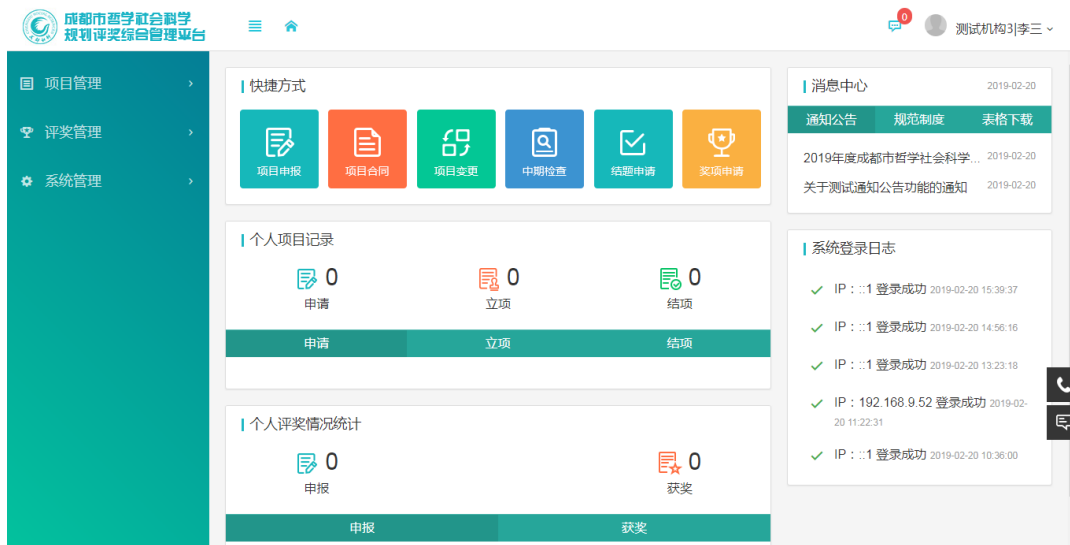 成都市哲学社会科学
规划评奖综合管理平台
0
测试机构3|李三
项目管理
评奖管理
系统管理
快捷方式
项目申报
项目合同
项目变更
中期检查
结题申请
奖项申请
个人项目记录
0
申请
0
立项
0
结项
申请 立项 结项
个人评奖情况统计
0
申报
0
获奖
申报 获奖
消息中心 2019-02-20
通知公告 规范制度 表格下载
2019年度成都市哲学社会科学... 2019-02-20
关于测试通知公告功能的通知 2019-02-20
系统登录日志
IP：::1 登录成功 2019-02-20 15:39:37
IP：::1 登录成功 2019-02-20 14:56:16
IP：::1 登录成功 2019-02-20 13:23:18
IP：192.168.9.52 登录成功 2019-02-
20 11:22:31
IP：::1 登录成功 2019-02-20 10:36:00